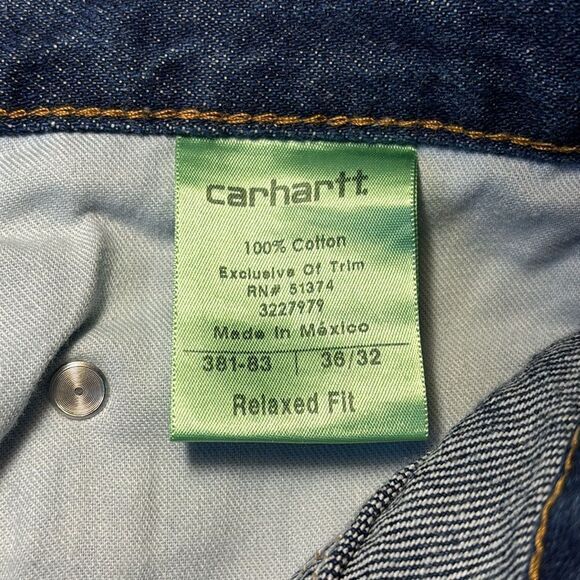 carhartt
100% Cotton
Exclusive Of Trim
RN# 51374
3227979
Made In México
381-83 | 36/32
Relaxed Fit